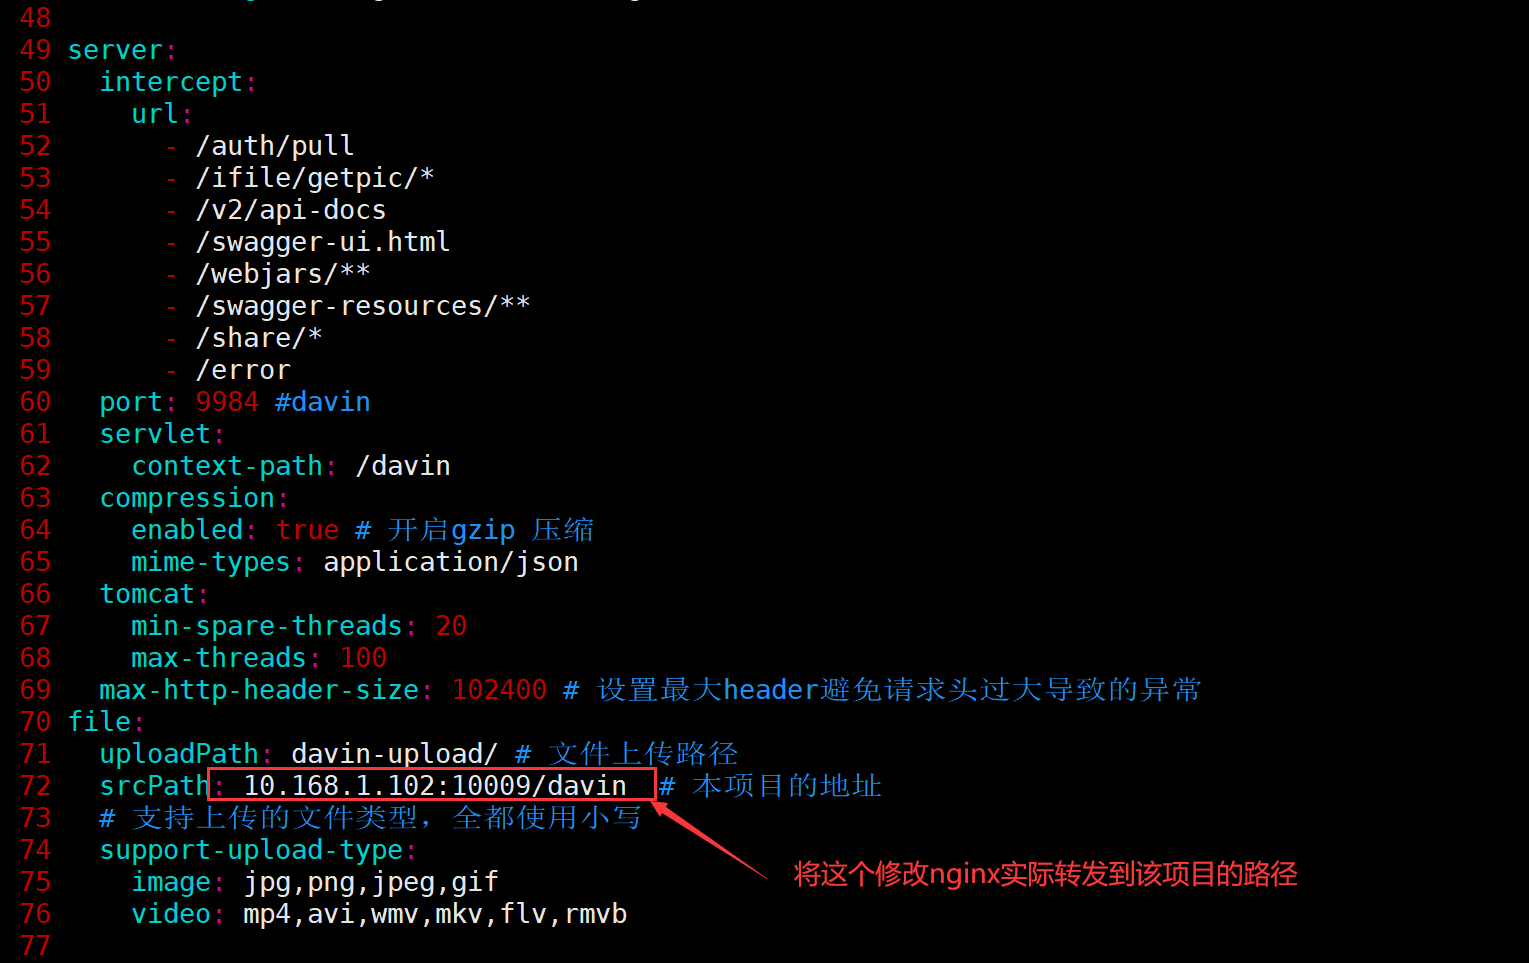 48
49 server:
50   intercept:
51     url:
52       - /auth/pull
53       - /ifile/getpic/*
54       - /v2/api-docs
55       - /swagger-ui.html
56       - /webjars/**
57       - /swagger-resources/**
58       - /share/*
59       - /error
60   port: 9984 #davin
61   servlet:
62     context-path: /davin
63   compression:
64     enabled: true # 开启gzip 压缩
65     mime-types: application/json
66   tomcat:
67     min-spare-threads: 20
68     max-threads: 100
69   max-http-header-size: 102400 # 设置最大header避免请求头过大导致的异常
70 file:
71   uploadPath: davin-upload/ # 文件上传路径
72   srcPath: 10.168.1.102:10009/davin  # 本项目的地址
73   # 支持上传的文件类型，全都使用小写
74   support-upload-type:
75     image: jpg,png,jpeg,gif
将这个修改nginx实际转发到该项目的路径
76     video: mp4,avi,wmv,mkv,flv,rmvb
77